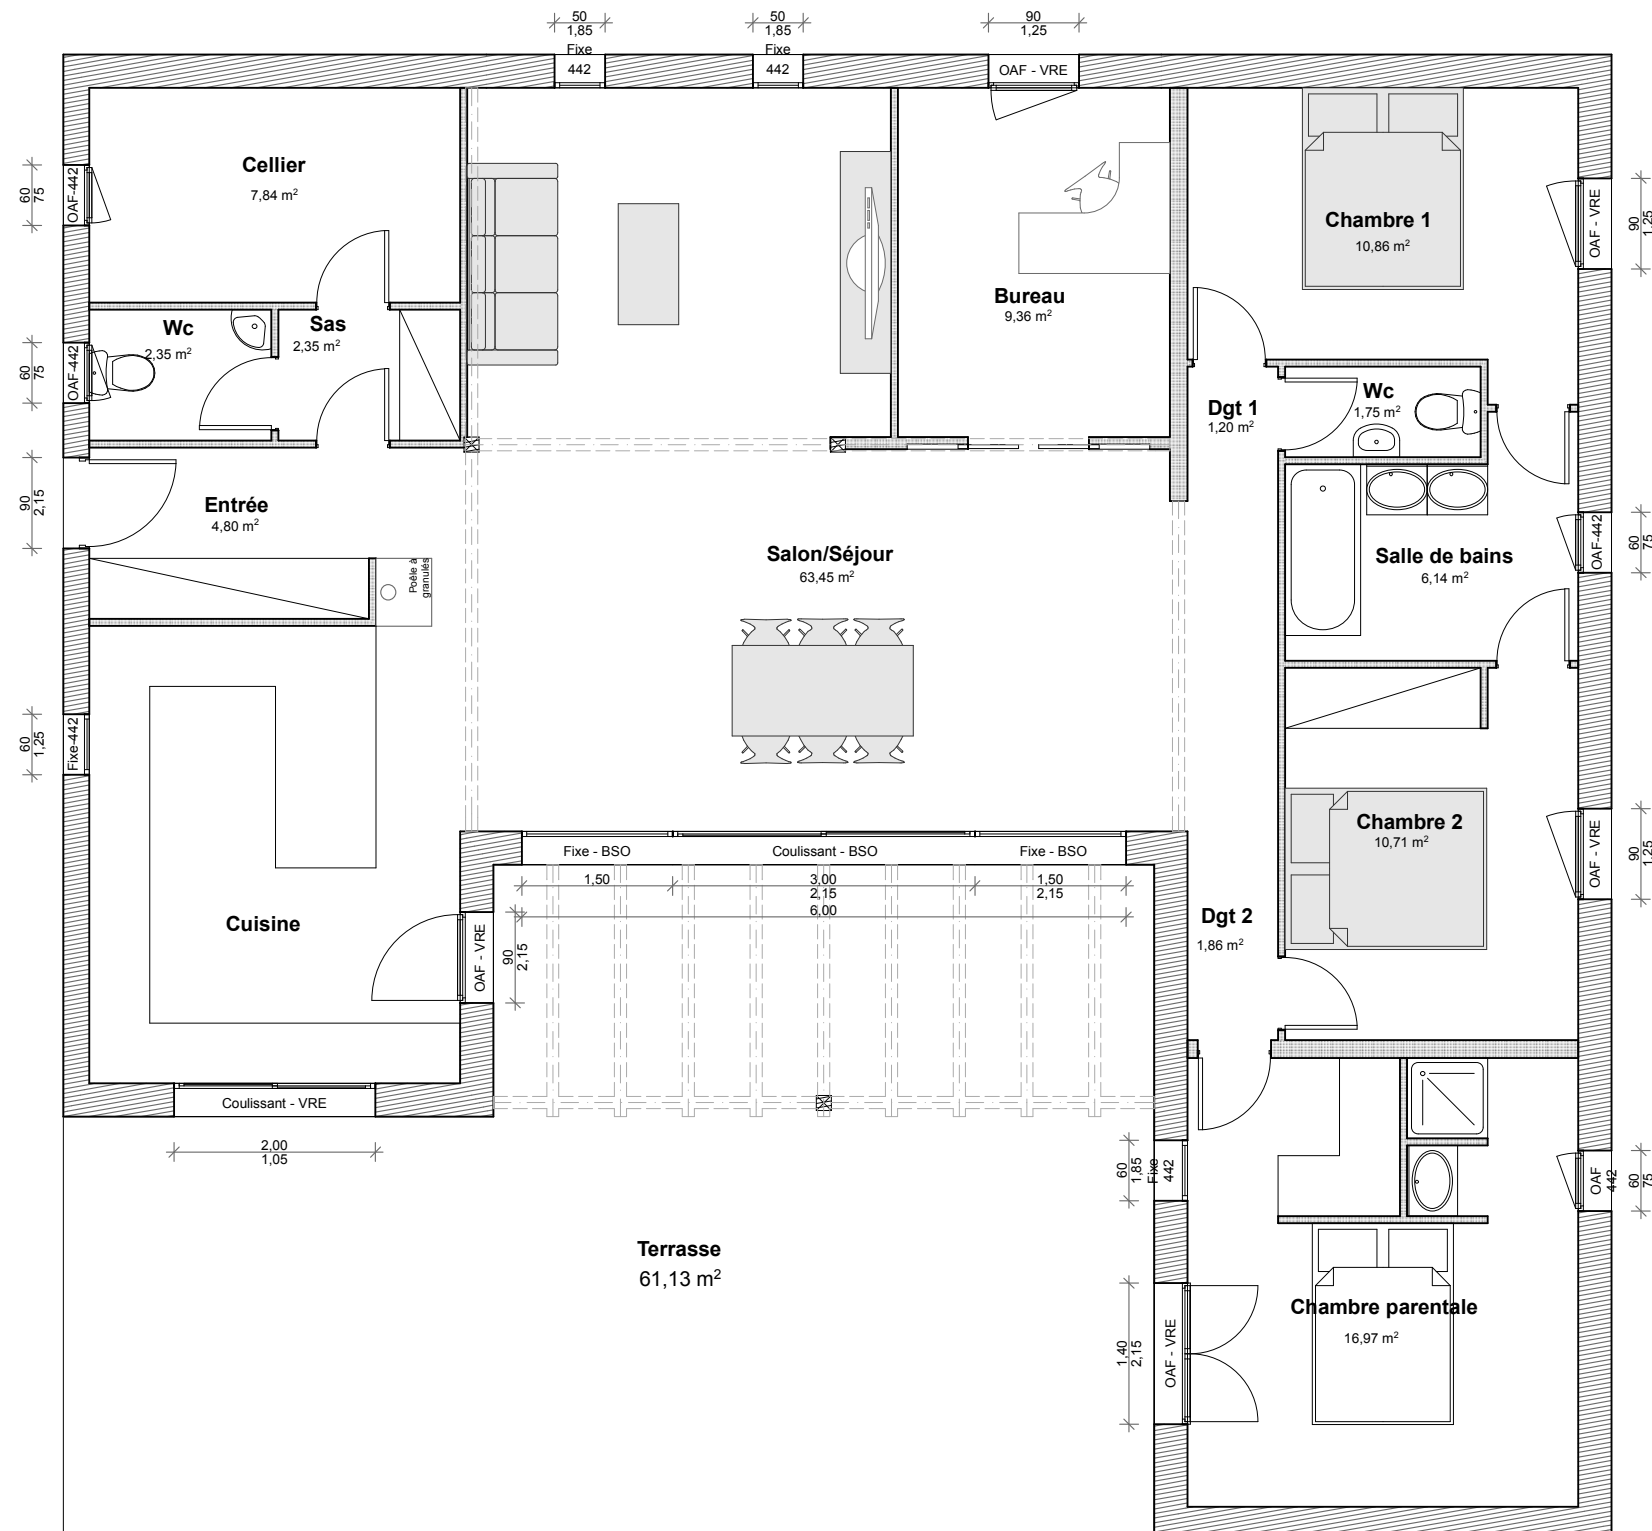 50
1,85
Fixe
442
50
1,85
Fixe
442
90
1,25
OAF - VRE
Cellier
7,84 m²
60
75
OAF-442
Chambre 1
10,86 m²
OAF - VRE
90
1,25
Bureau
9,36 m²
Wc
2,35 m²
Sas
2,35 m²
60
75
OAF-442
Dgt 1
1,20 m²
Wc
1,75 m²
90
2,15
Entrée
4,80 m²
Poêle à
granulés
Salon/Séjour
63,45 m²
Salle de bains
6,14 m²
OAF-442
60
75
60
1,25
Fixe-442
Chambre 2
10,71 m²
OAF - VRE
90
1,25
Fixe - BSO
Coulissant - BSO
Fixe - BSO
1,50
3,00
2,15
1,50
2,15
6,00
Cuisine
OAF - VRE
90
2,15
Dgt 2
1,86 m²
Coulissant - VRE
2,00
1,05
60
1,85
Fixe
442
OAF
442
60
75
Terrasse
61,13 m²
1,40
2,15
OAF - VRE
Chambre parentale
16,97 m²